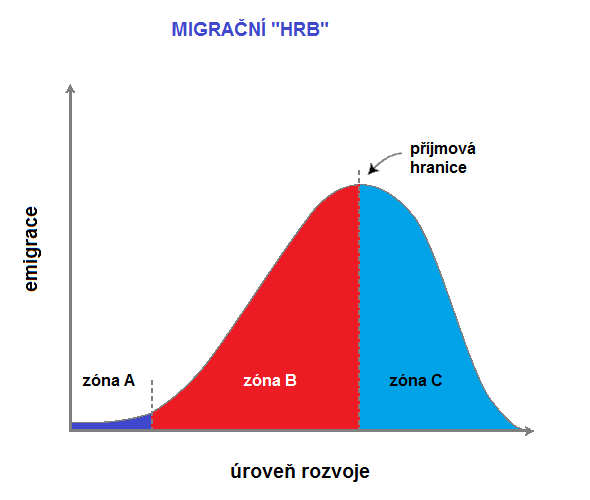 MIGRAČNÍ "HRB"
příjmová
hranice
emigrace
zóna A
zóna B
zóna C
úroveň rozvoje